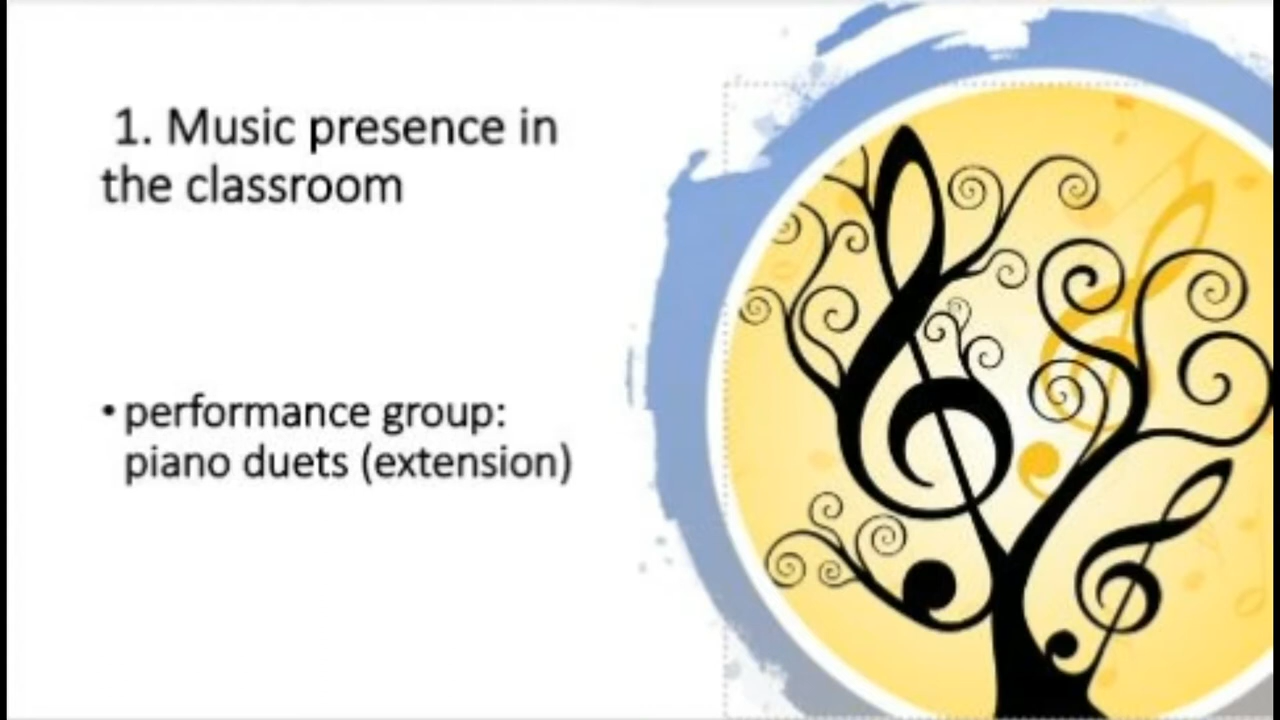 1. Music presence in
the classroom
• performance group:
piano duets (extension)